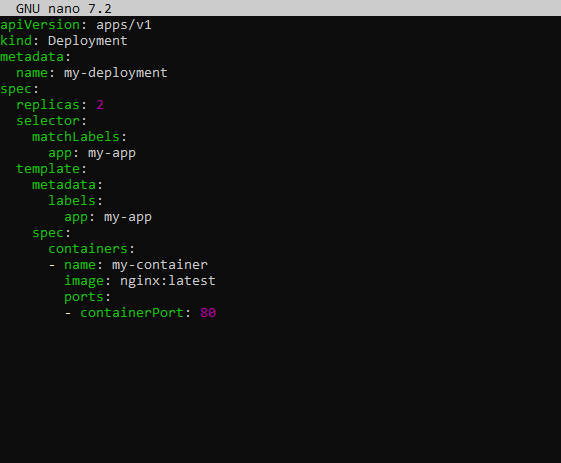 GNU nano 7.2
apiVersion: apps/v1
kind: Deployment
metadata:
  name: my-deployment
spec:
  replicas: 2
  selector:
    matchLabels:
      app: my-app
  template:
    metadata:
      labels:
        app: my-app
    spec:
      containers:
      - name: my-container
        image: nginx:latest
        ports:
        - containerPort: 80